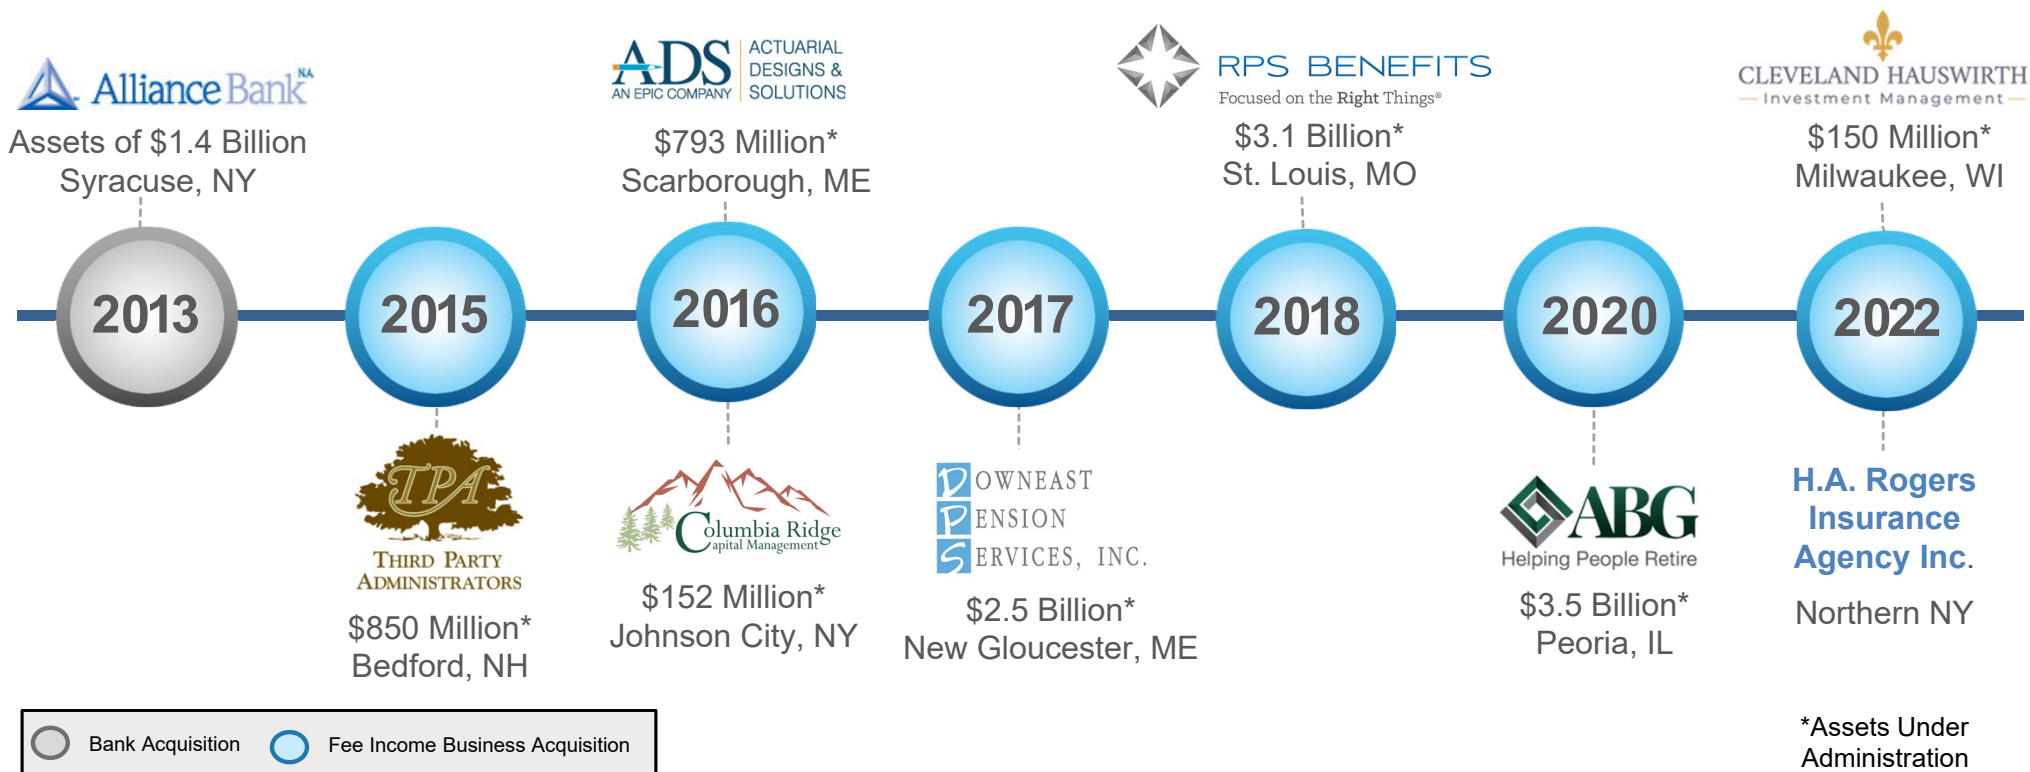 Alliance Bank NA
Assets of $1.4 Billion
Syracuse, NY
ADS
AN EPIC COMPANY
ACTUARIAL
DESIGNS &
SOLUTIONS
$793 Million*
Scarborough, ME
RPS BENEFITS
Focused on the Right Things®
$3.1 Billion*
St. Louis, MO
CLEVELAND HAUSWIRTH
Investment Management
$150 Million*
Milwaukee, WI
2013
2015
2016
2017
2018
2020
2022
TPA
THIRD PARTY
ADMINISTRATORS
$850 Million*
Bedford, NH
Columbia Ridge
Capital Management
$152 Million*
Johnson City, NY
DOWNEAST
PENSION
SERVICES, INC.
$2.5 Billion*
New Gloucester, ME
ABG
Helping People Retire
$3.5 Billion*
Peoria, IL
H.A. Rogers
Insurance
Agency Inc.
Northern NY
Bank Acquisition
Fee Income Business Acquisition
*Assets Under
Administration